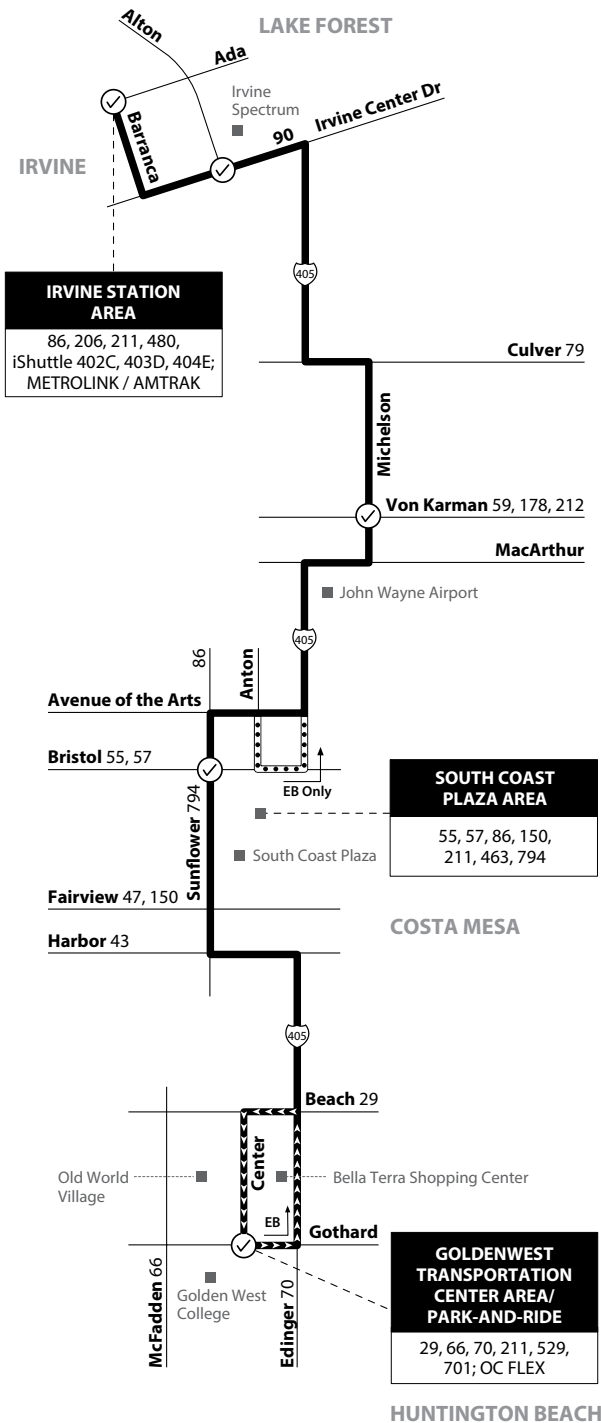 LAKE FOREST
Alton
Ada
Irvine
Spectrum
90
Irvine Center Dr
Barranca
IRVINE
405
IRVINE STATION
AREA
86, 206, 211, 480,
iShuttle 402C, 403D, 404E;
METROLINK / AMTRAK
Culver 79
Michelson
Von Karman 59, 178, 212
MacArthur
John Wayne Airport
405
86
Anton
Avenue of the Arts
Bristol 55, 57
EB Only
Sunflower 794
SOUTH COAST
PLAZA AREA
55, 57, 86, 150,
211, 463, 794
South Coast Plaza
Fairview 47, 150
COSTA MESA
Harbor 43
405
Beach 29
Old World
Village
Center
Bella Terra Shopping Center
EB
Gothard
McFadden 66
Golden West
College
Edinger 70
GOLDENWEST
TRANSPORTATION
CENTER AREA/
PARK-AND-RIDE
29, 66, 70, 211, 529,
701; OC FLEX
HUNTINGTON BEACH